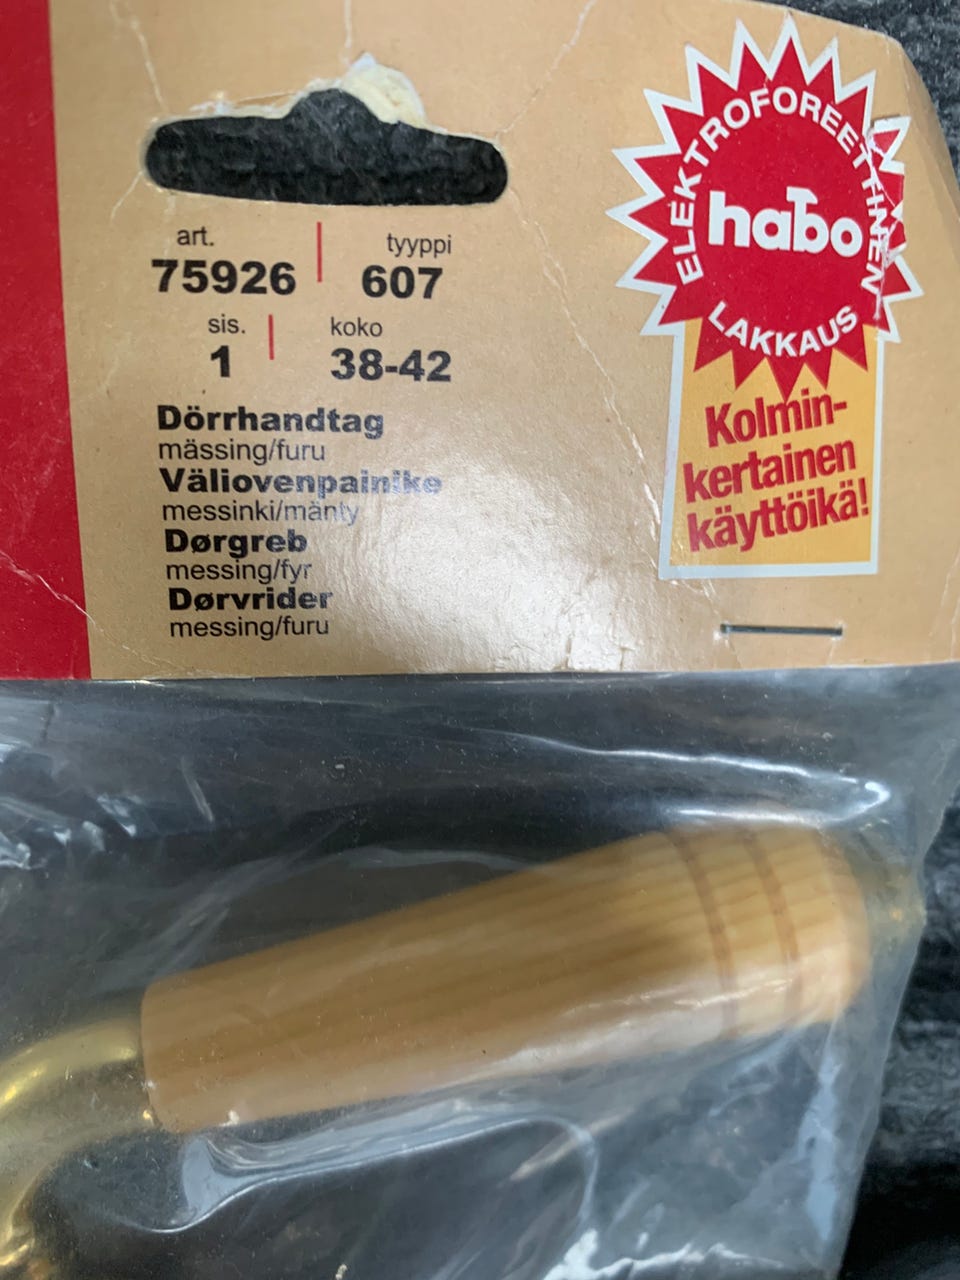 art. tyyppi
75926 607
sis. koko
1 38-42
Dörrhandtag
mässing/furu
Väliovenpainike
messinki/mänty
Dørgreb
messing/fyr
Dørvrider
messing/furu
ELEKTROFOREETTINEN
habo
LAKKAUS
Kolmin-
kertainen
käyttöikä!